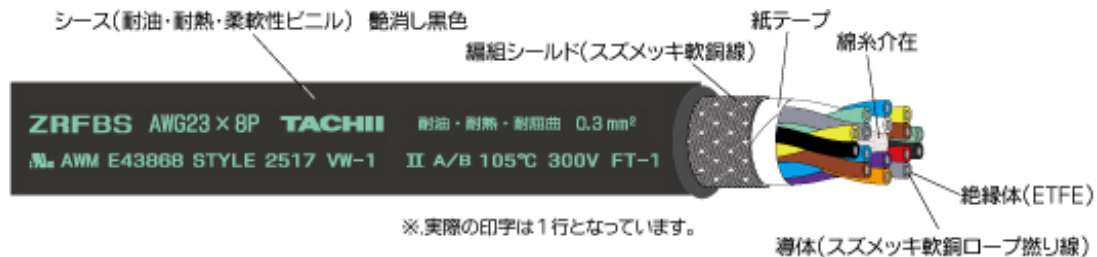 シース(耐油・耐熱・柔軟性ビニル) 艶消し黒色
編組シールド(スズメッキ軟銅線)
紙テープ
綿糸介在
ZRFBS AWG23×8P TACHII 耐油・耐熱・耐屈曲 0.3mm²
AWM E43868 STYLE 2517 VW-1 II A/B 105℃ 300V FT-1
絶縁体(ETFE)
※.実際の印字は1行となっています。
導体(スズメッキ軟銅ロープ撚り線)